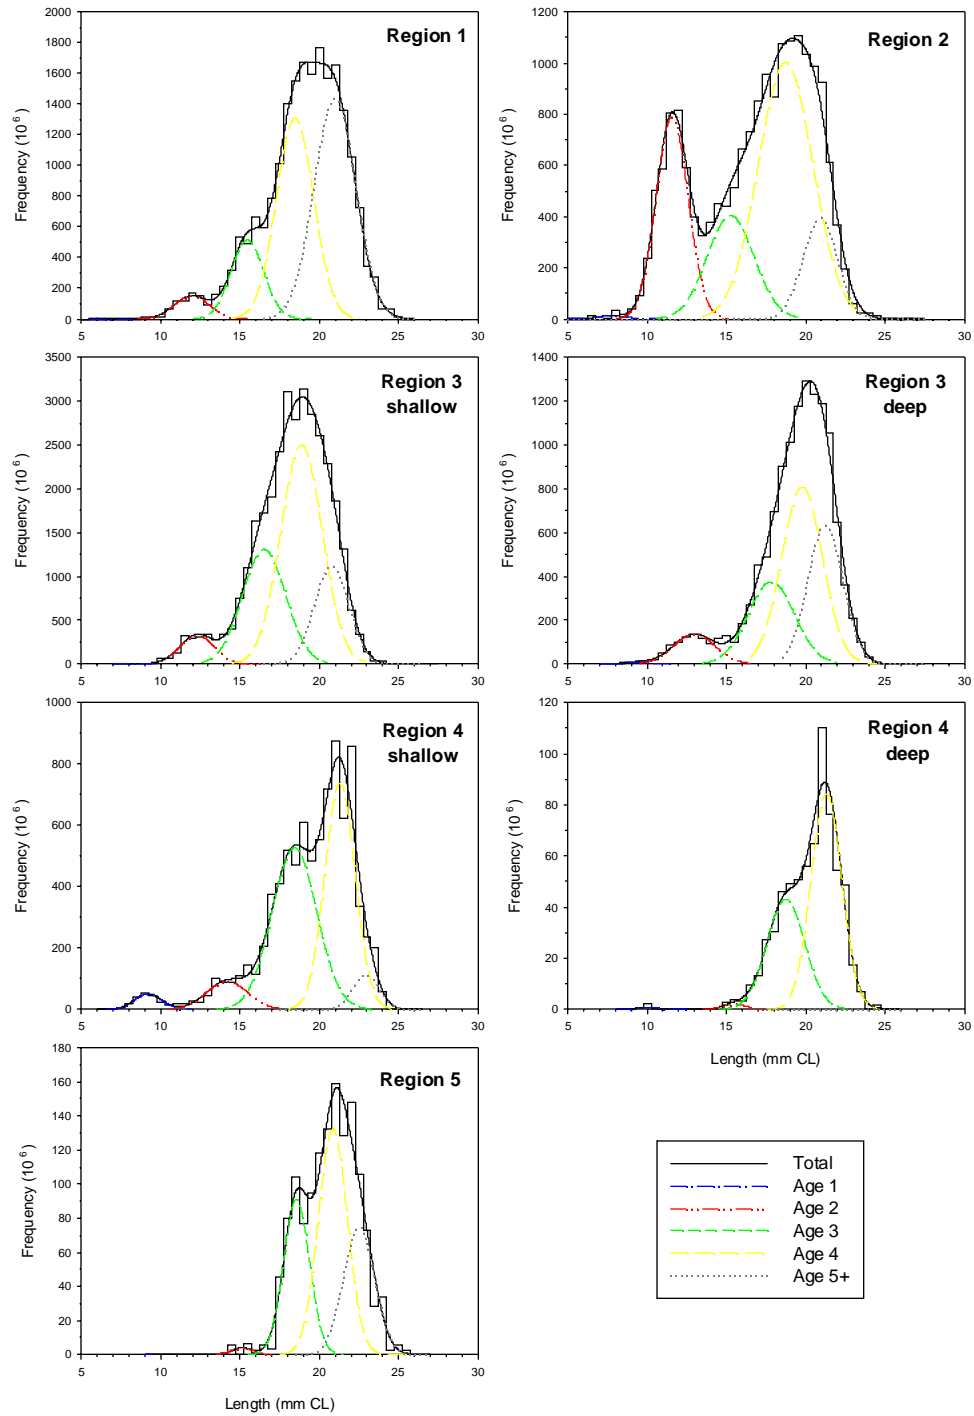 Region 1
Frequency (10^6)
2000
1800
1600
1400
1200
1000
800
600
400
200
0
5 10 15 20 25 30
Region 2
Frequency (10^6)
1200
1000
800
600
400
200
0
5 10 15 20 25 30
Region 3
shallow
Frequency (10^6)
3500
3000
2500
2000
1500
1000
500
0
5 10 15 20 25 30
Region 3
deep
Frequency (10^6)
1400
1200
1000
800
600
400
200
0
5 10 15 20 25 30
Region 4
shallow
Frequency (10^6)
1000
800
600
400
200
0
5 10 15 20 25 30
Region 4
deep
Frequency (10^6)
120
100
80
60
40
20
0
5 10 15 20 25 30
Length (mm CL)
Region 5
Frequency (10^6)
180
160
140
120
100
80
60
40
20
0
5 10 15 20 25 30
Length (mm CL)
Total
Age 1
Age 2
Age 3
Age 4
Age 5+